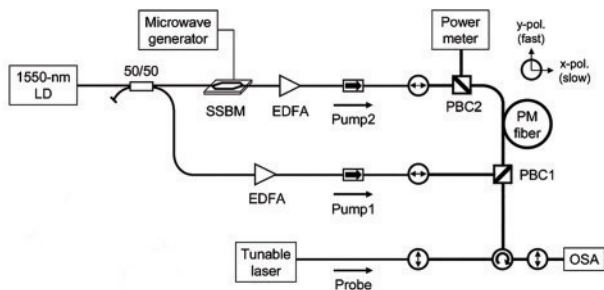 Microwave
generator
Power
meter
y-pol.
(fast)
x-pol.
(slow)
1550-nm
LD
50/50
SSBM
EDFA
Pump2
PBC2
PM
fiber
EDFA
Pump1
PBC1
Tunable
laser
Probe
OSA